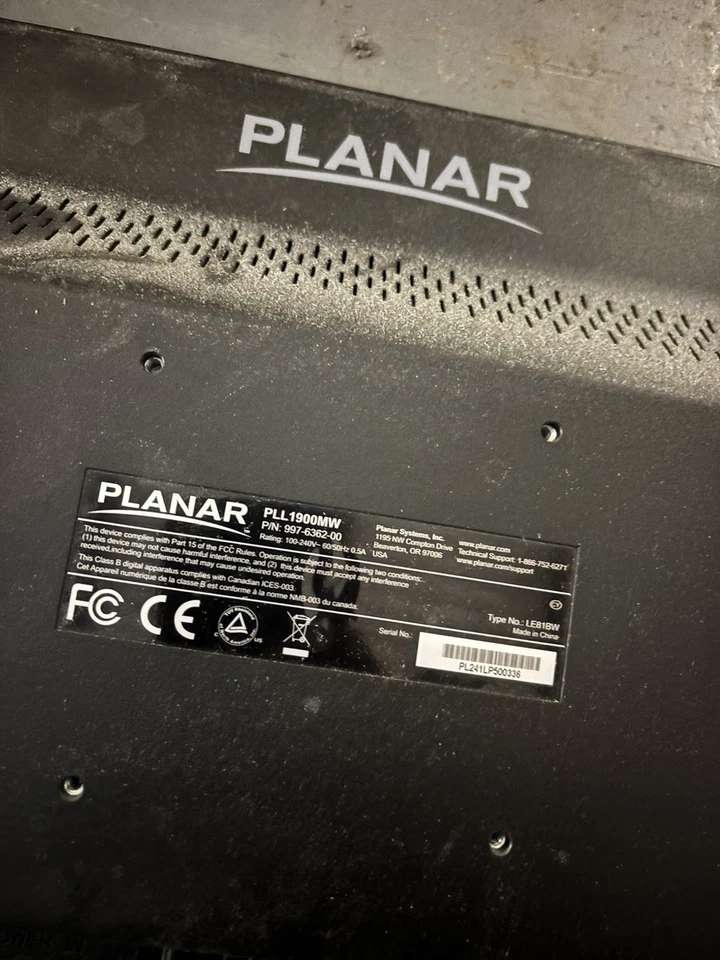 PLANAR
PLANAR
PLL1900MW
P/N: 997-6362-00
Rating: 100-240V~ 60/50Hz 0.5A
Planar Systems, Inc.
1195 NW Compton Drive
Beaverton, OR 97006
USA
www.planar.com
Technical Support: 1-866-752-6271
www.planar.com/support
This device complies with Part 15 of the FCC Rules. Operation is subject to the following two conditions:
(1) this device may not cause harmful interference, and (2) this device must accept any interference
received,including interference that may cause undesired operation.
This Class B digital apparatus complies with Canadian ICES-003.
Cet Appareil numérique de la classe B est conforme à la norme NMB-003 du canada.
FC CE
US
Type No.: LE81BW
Made in China
Serial No.:
PL241LP500336